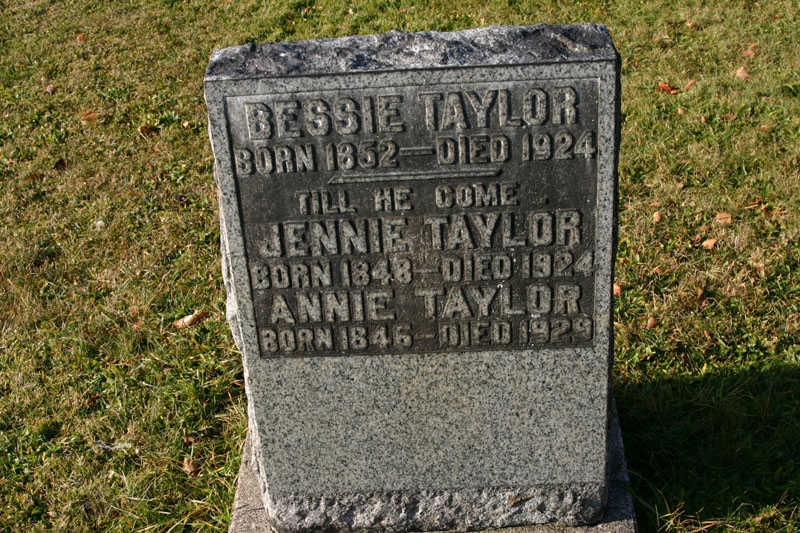 BESSIE TAYLOR
BORN 1852—DIED 1924
TILL HE COME.
JENNIE TAYLOR
BORN 1848-DIED 1924
ANNIE TAYLOR
BORN 1846-DIED 1929